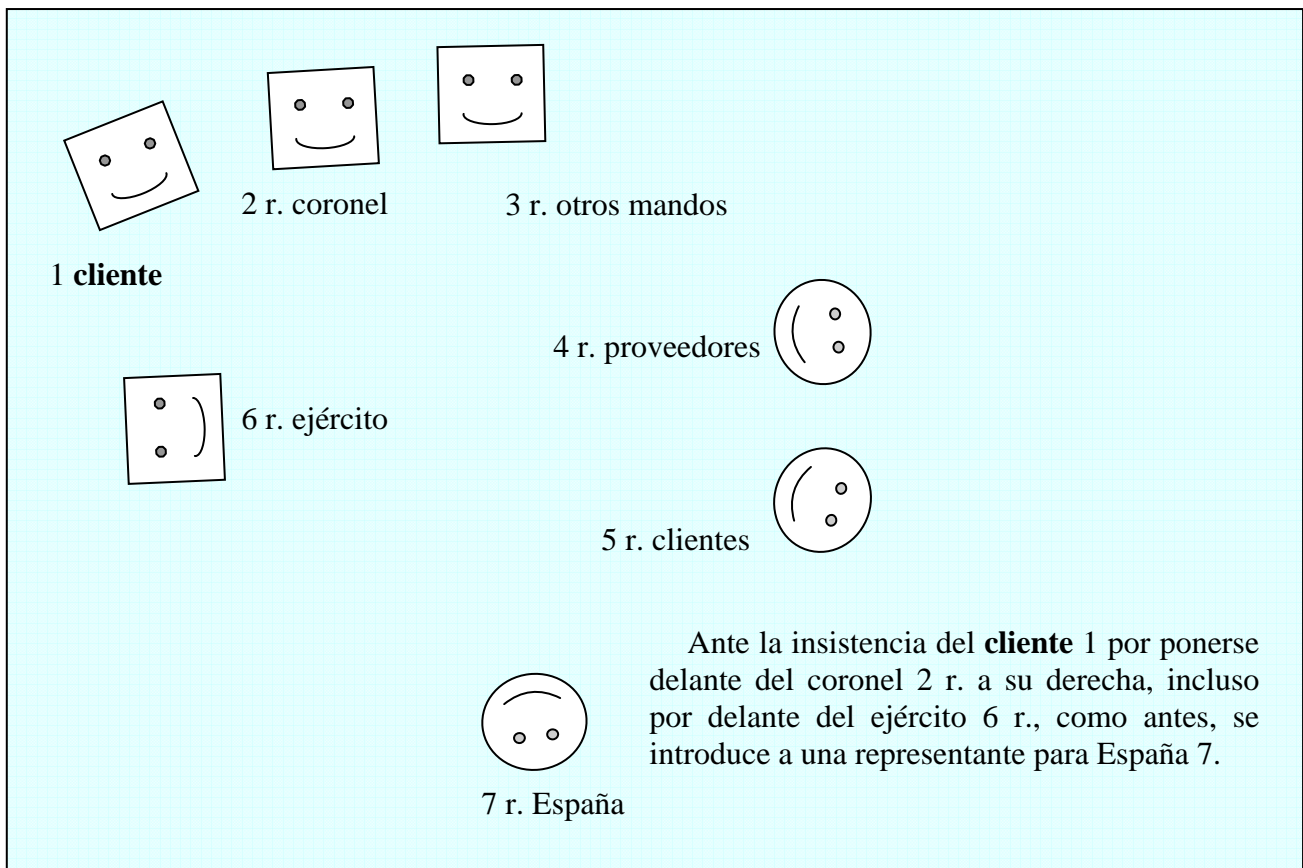 2 r. coronel
3 r. otros mandos
1 cliente
4 r. proveedores
6 r. ejército
5 r. clientes
Ante la insistencia del cliente 1 por ponerse
delante del coronel 2 r. a su derecha, incluso
por delante del ejército 6 r., como antes, se
introduce a una representante para España 7.
7 r. España